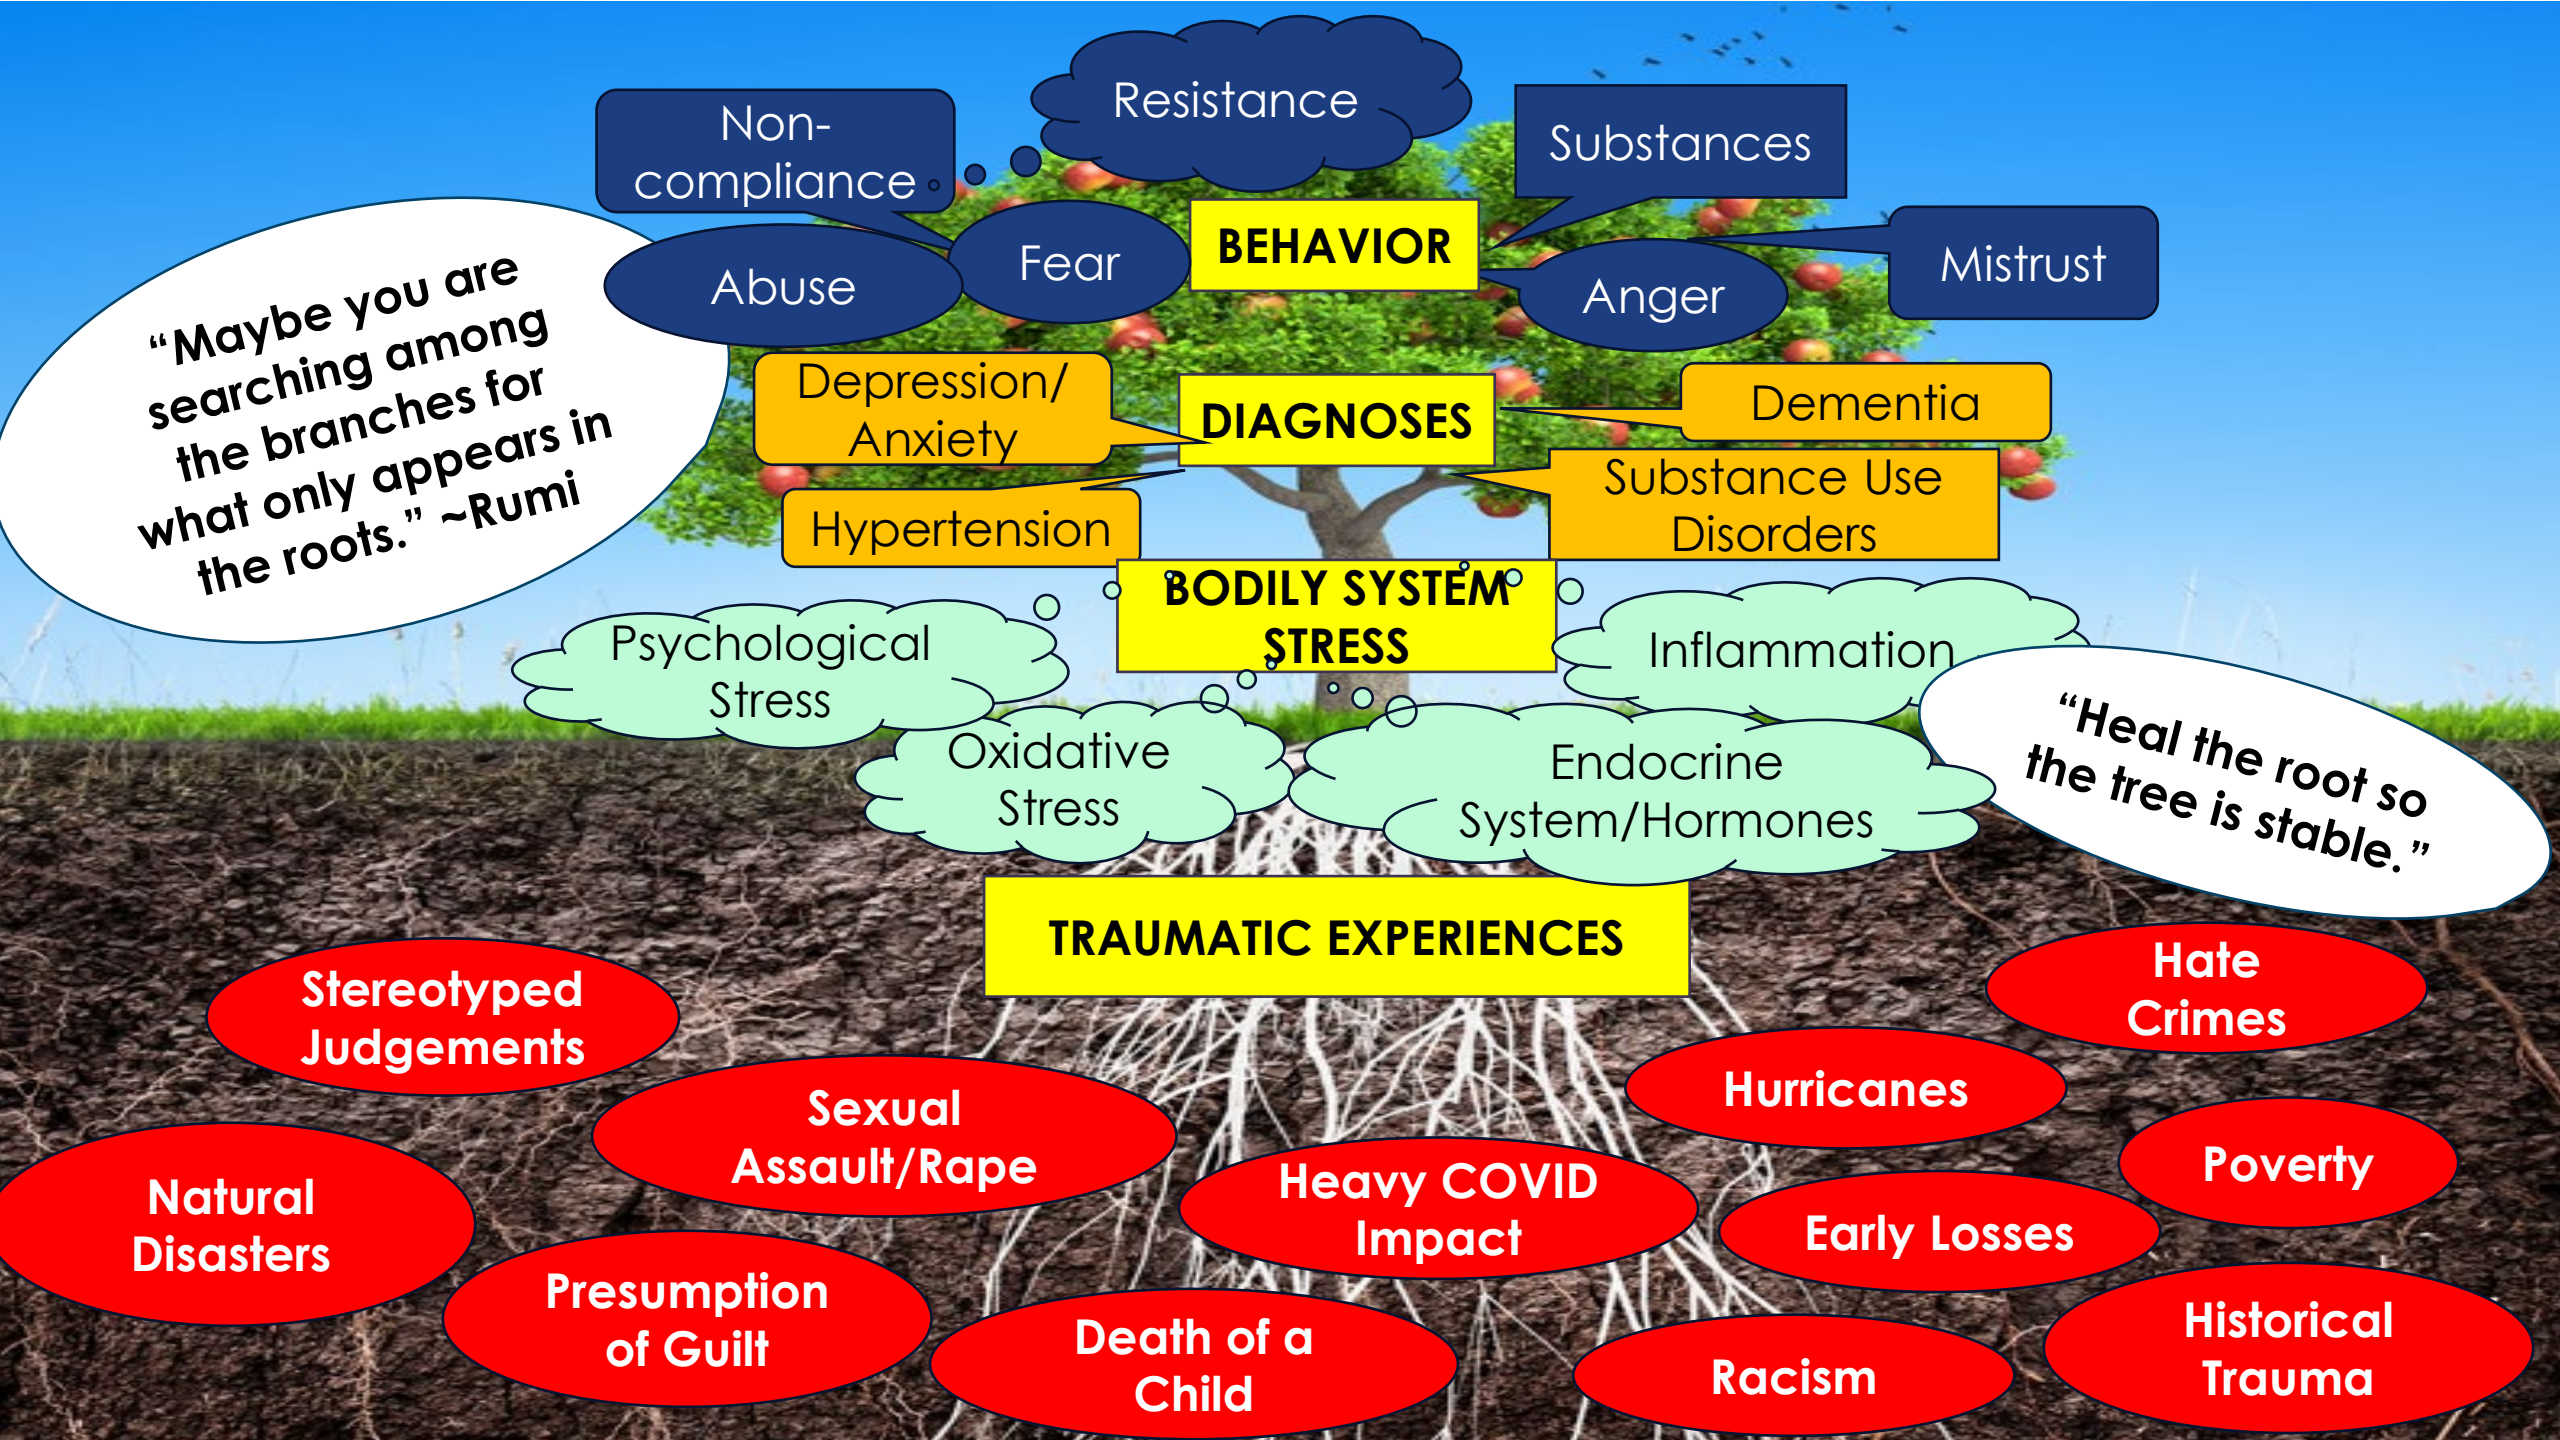 Resistance
Non-
compliance
Substances
BEHAVIOR
Fear
Abuse
Anger
Mistrust
“Maybe you are
searching among
the branches for
what only appears in
the roots.” ~Rumi
Depression/
Anxiety
DIAGNOSES
Dementia
Hypertension
Substance Use
Disorders
BODILY SYSTEM
STRESS
Psychological
Stress
Inflammation
Oxidative
Stress
Endocrine
System/Hormones
“Heal the root so
the tree is stable.”
TRAUMATIC EXPERIENCES
Stereotyped
Judgements
Hate
Crimes
Sexual
Assault/Rape
Hurricanes
Natural
Disasters
Heavy COVID
Impact
Poverty
Early Losses
Presumption
of Guilt
Death of a
Child
Racism
Historical
Trauma